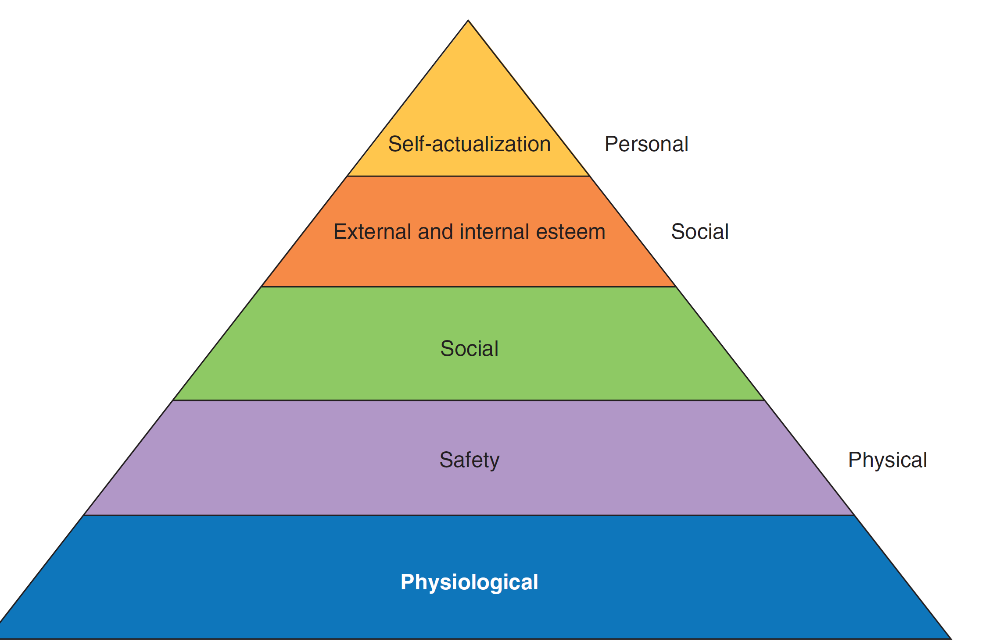 Self-actualization Personal
External and internal esteem Social
Social
Safety Physical
Physiological